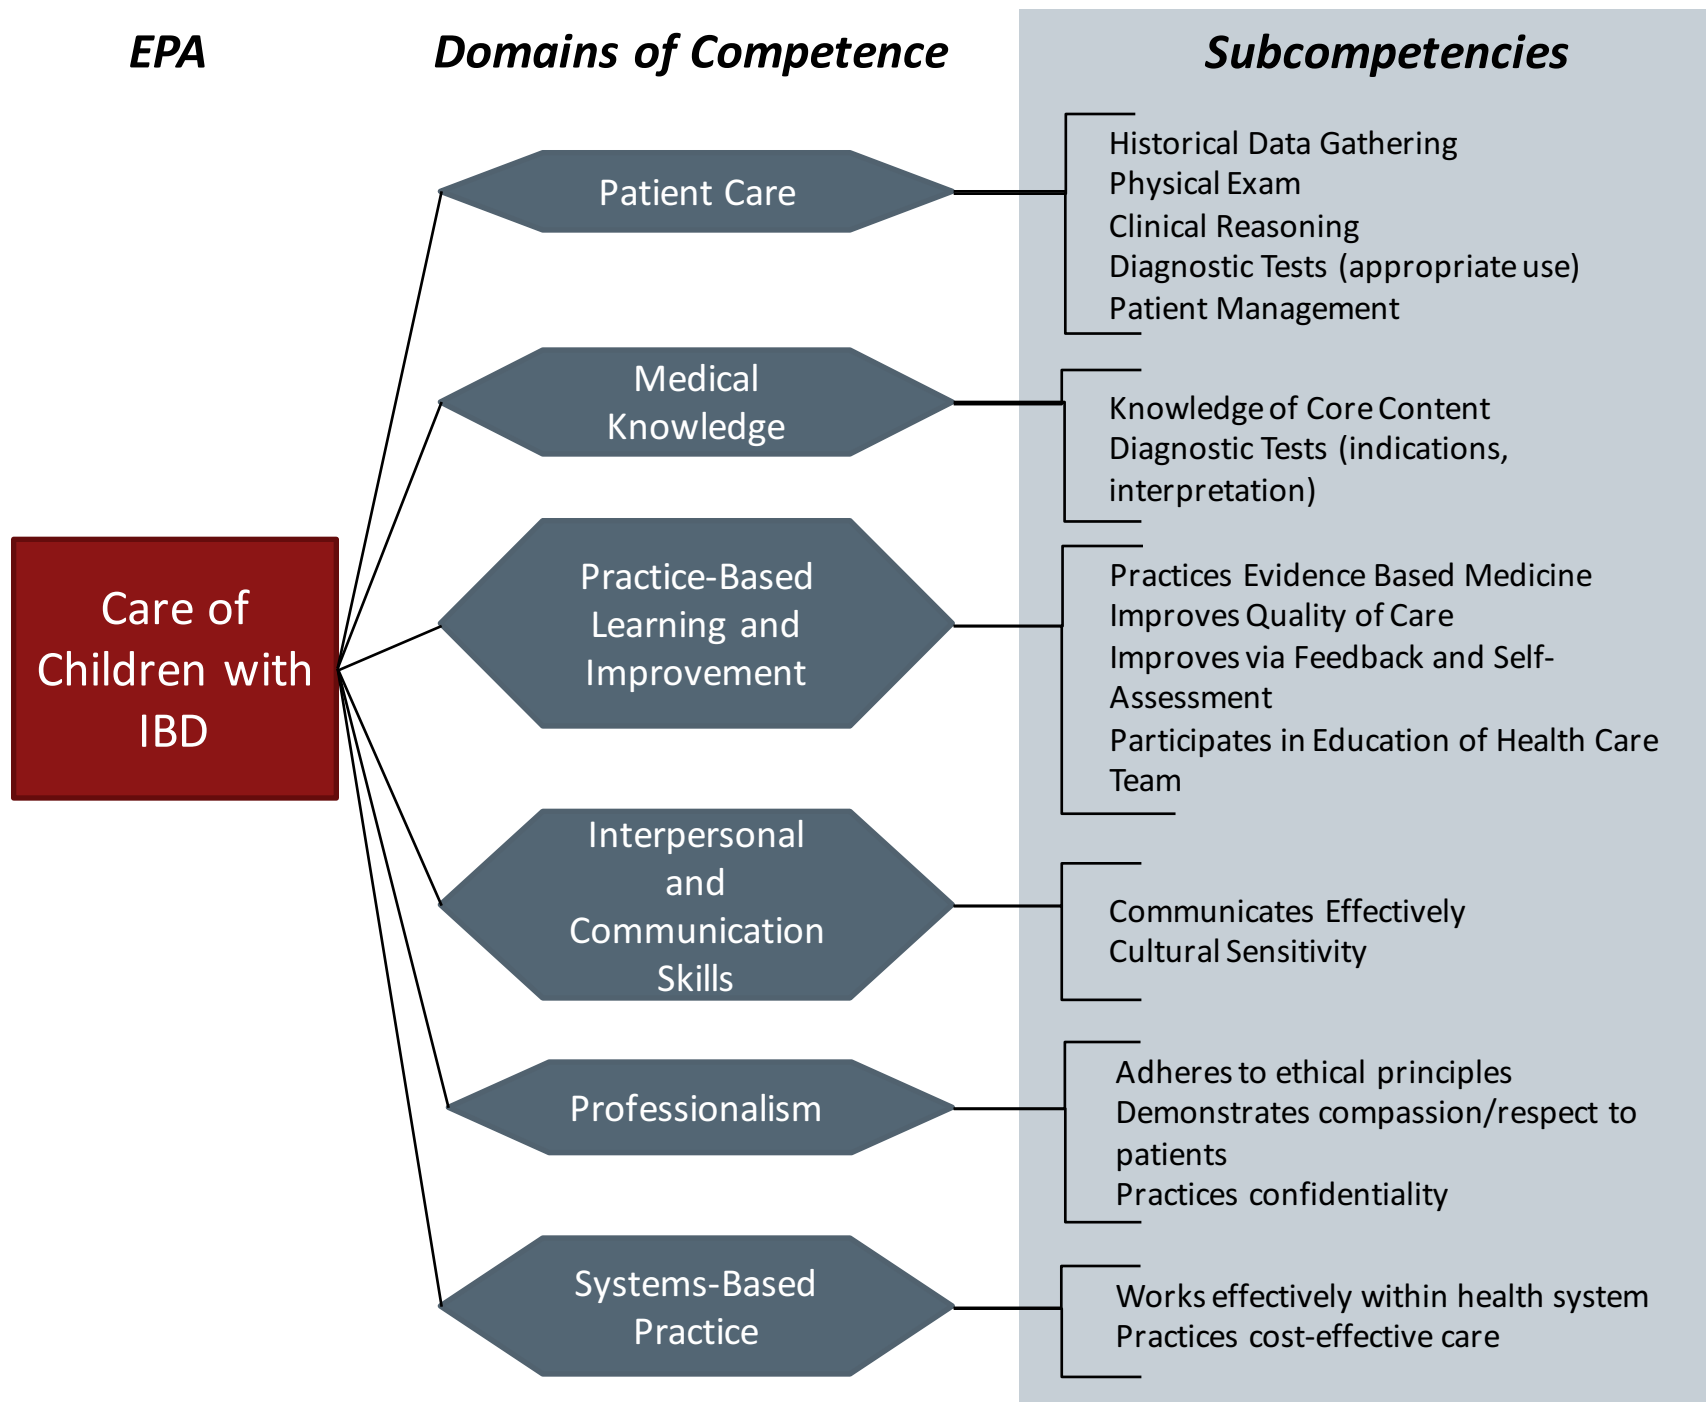 EPA
Domains of Competence
Subcompetencies
Care of
Children with
IBD
Patient Care
Historical Data Gathering
Physical Exam
Clinical Reasoning
Diagnostic Tests (appropriate use)
Patient Management
Medical
Knowledge
Knowledge of Core Content
Diagnostic Tests (indications,
interpretation)
Practice-Based
Learning and
Improvement
Practices Evidence Based Medicine
Improves Quality of Care
Improves via Feedback and Self-
Assessment
Participates in Education of Health Care
Team
Interpersonal
and
Communication
Skills
Communicates Effectively
Cultural Sensitivity
Professionalism
Adheres to ethical principles
Demonstrates compassion/respect to
patients
Practices confidentiality
Systems-Based
Practice
Works effectively within health system
Practices cost-effective care